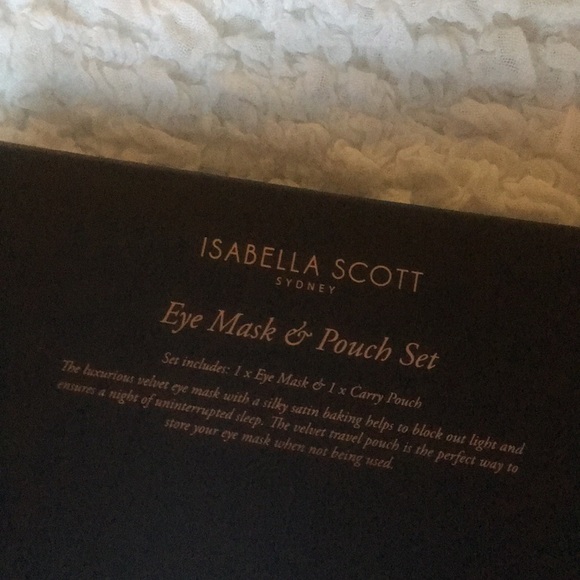 ISABELLA SCOTT
SYDNEY
Eye Mask & Pouch Set
Set includes: 1 x Eye Mask & 1 x Carry Pouch
The luxurious velvet eye mask with a silky satin baking helps to block out light and
ensures a night of uninterrupted sleep. The velvet travel pouch is the perfect way to
store your eye mask when not being used.